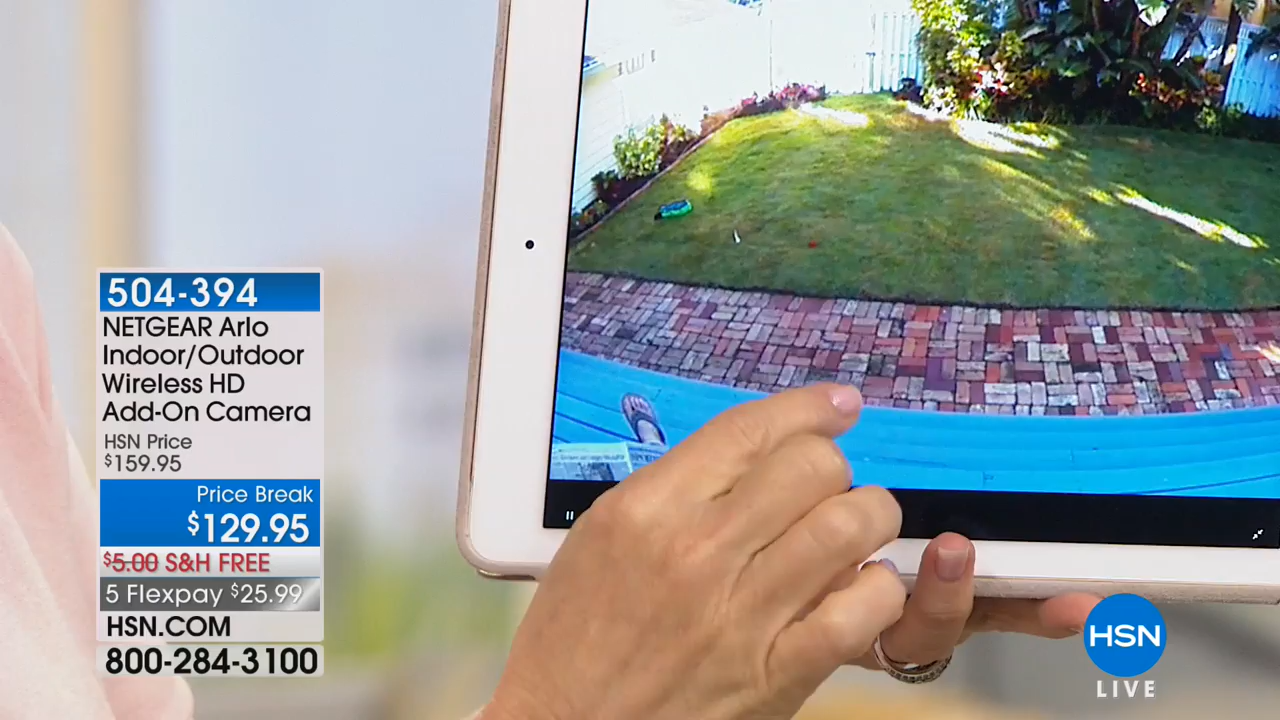 504-394
NETGEAR Arlo
Indoor/Outdoor
Wireless HD
Add-On Camera
HSN Price
$159.95
Price Break
$129.95
$5.00 S&H FREE
5 Flexpay $25.99
HSN.COM
800-284-3100
HSN
LIVE